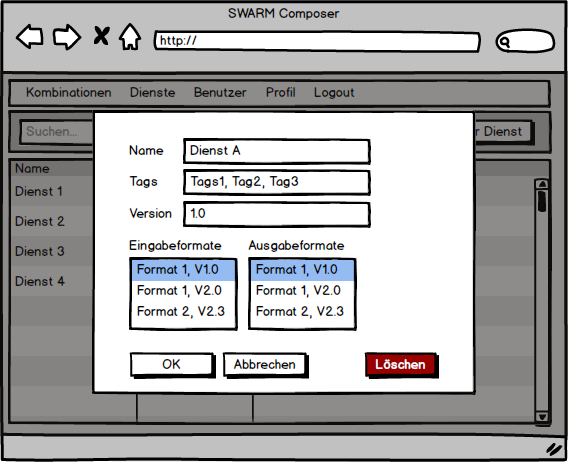 SWARM Composer
http://
Kombinationen Dienste Benutzer Profil Logout
Suchen... r Dienst
Name
Dienst 1
Dienst 2
Dienst 3
Dienst 4
Name Dienst A
Tags Tags1, Tag2, Tag3
Version 1.0
Eingabeformate Ausgabeformate
Format 1, V1.0 Format 1, V1.0
Format 1, V2.0 Format 1, V2.0
Format 2, V2.3 Format 2, V2.3
OK Abbrechen Löschen